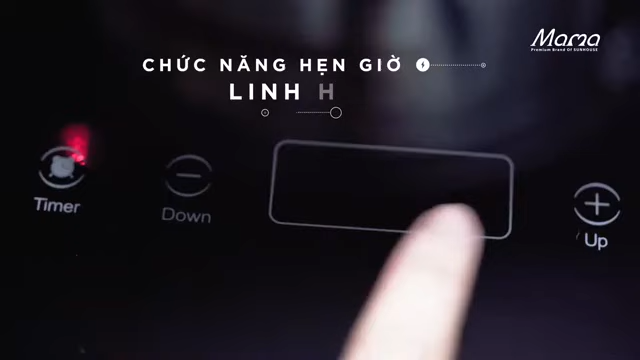 Mama
Premium Brand Of SUNHOUSE
CHỨC NĂNG HẸN GIỜ
LINH H
Timer
Down
Up